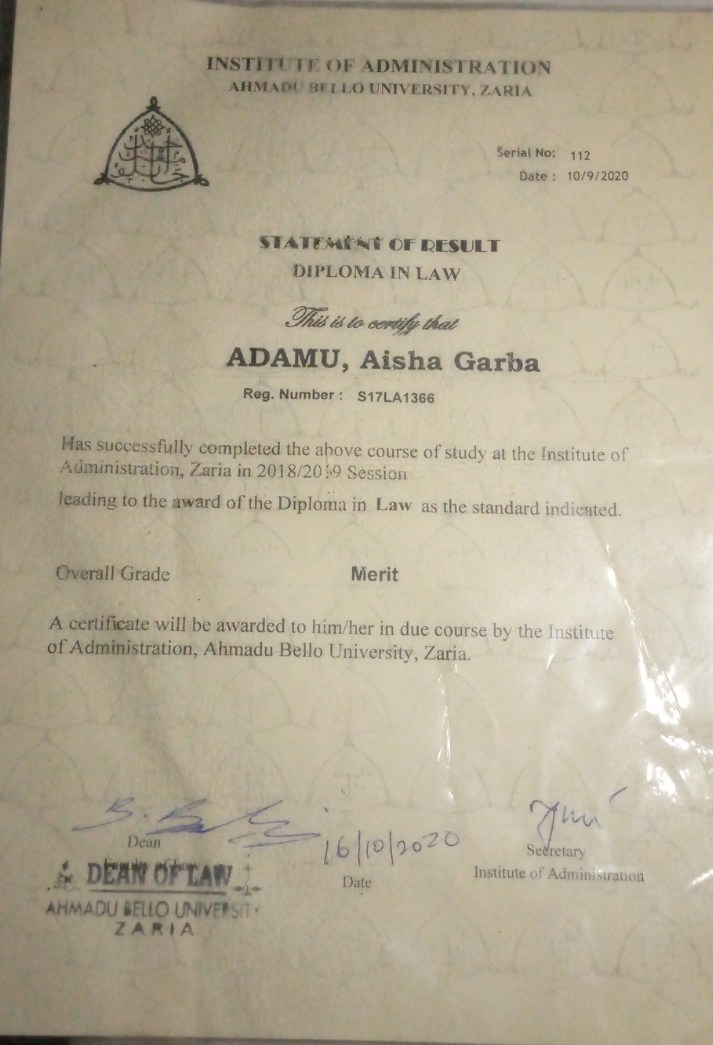 INSTITUTE OF ADMINISTRATION
AHMADU BELLO UNIVERSITY, ZARIA
Serial No: 112
Date : 10/9/2020
STATEMENT OF RESULT
DIPLOMA IN LAW
This is to certify that
ADAMU, Aisha Garba
Reg. Number : S17LA1366
Has successfully completed the above course of study at the Institute of
Administration, Zaria in 2018/2019 Session
leading to the award of the Diploma in Law as the standard indicated.
Overall Grade Merit
A certificate will be awarded to him/her in due course by the Institute
of Administration, Ahmadu Bello University, Zaria.
16/10/2020
Dean
Date
Secretary
Institute of Administration
DEAN OF LAW
AHMADU BELLO UNIVERSITY
ZARIA